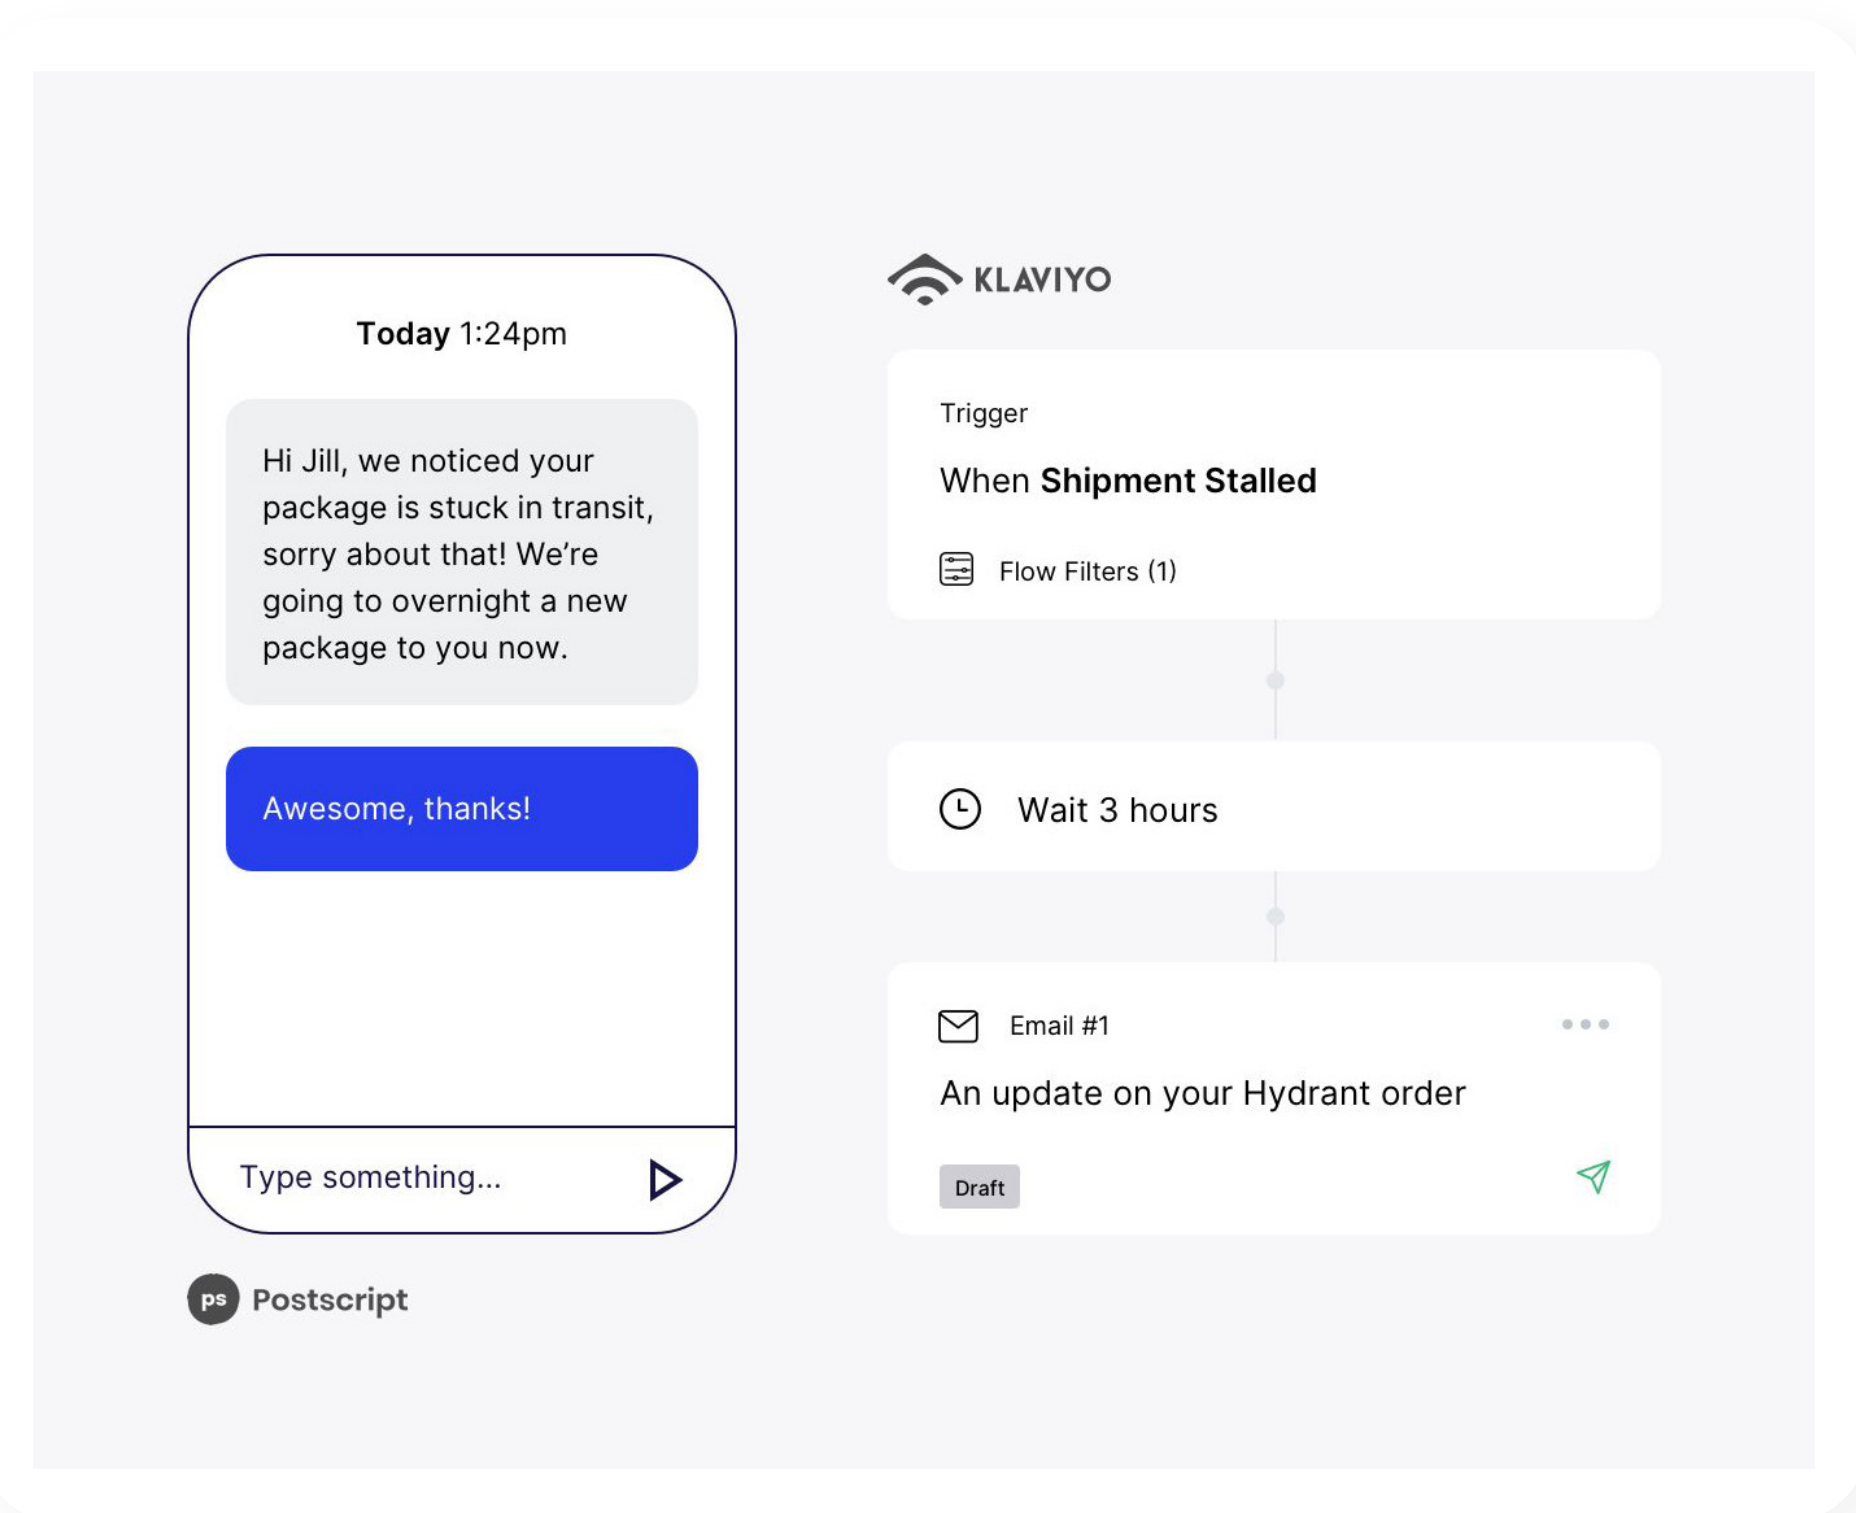 Today 1:24pm
Hi Jill, we noticed your
package is stuck in transit,
sorry about that! We’re
going to overnight a new
package to you now.
Awesome, thanks!
Type something...
ps Postscript
KLAVIYO
Trigger
When Shipment Stalled
Flow Filters (1)
Wait 3 hours
Email #1
An update on your Hydrant order
Draft